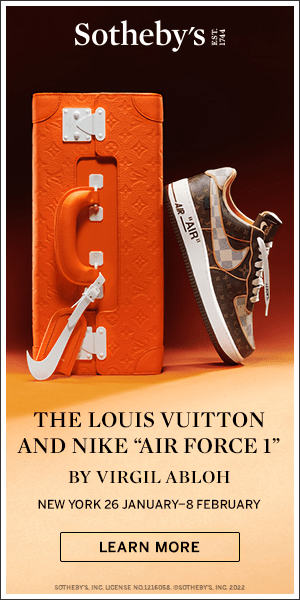 Sotheby's EST. 1744
"AIR"
AIR
THE LOUIS VUITTON
AND NIKE “AIR FORCE 1”
BY VIRGIL ABLOH
NEW YORK 26 JANUARY–8 FEBRUARY
LEARN MORE
SOTHEBY'S, INC. LICENSE NO.1216058. ©SOTHEBY'S, INC. 2022